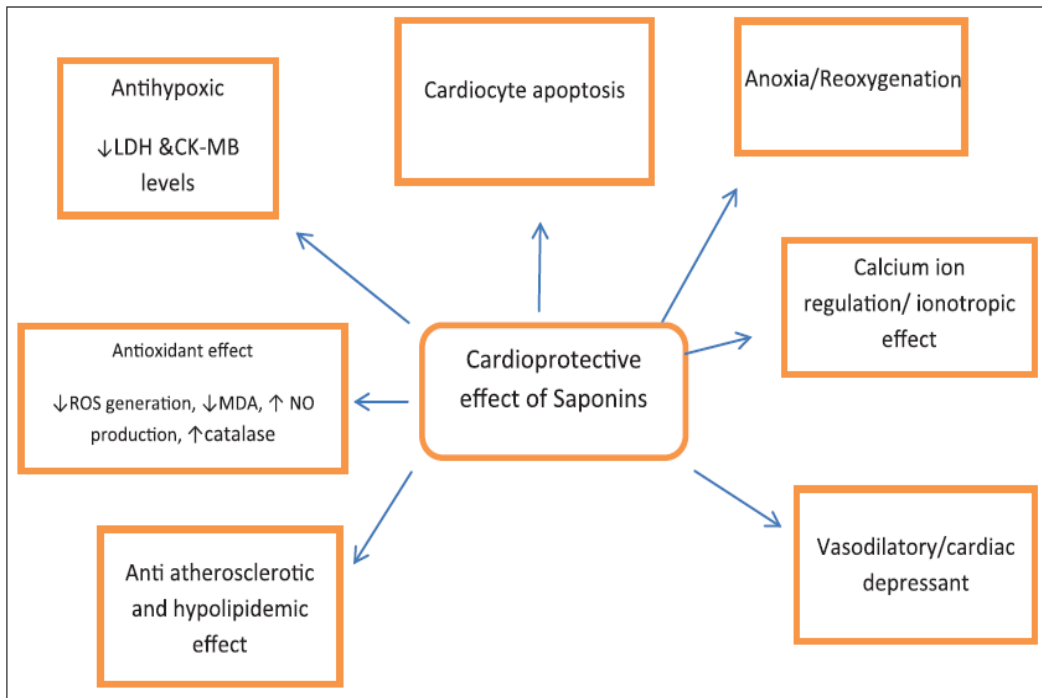 Antihypoxic
↓LDH &CK-MB
levels
Cardiocyte apoptosis
Anoxia/Reoxygenation
Calcium ion
regulation/ ionotropic
effect
Antioxidant effect
↓ROS generation, ↓MDA, ↑ NO
production, ↑catalase
Cardioprotective
effect of Saponins
Anti atherosclerotic
and hypolipidemic
effect
Vasodilatory/cardiac
depressant